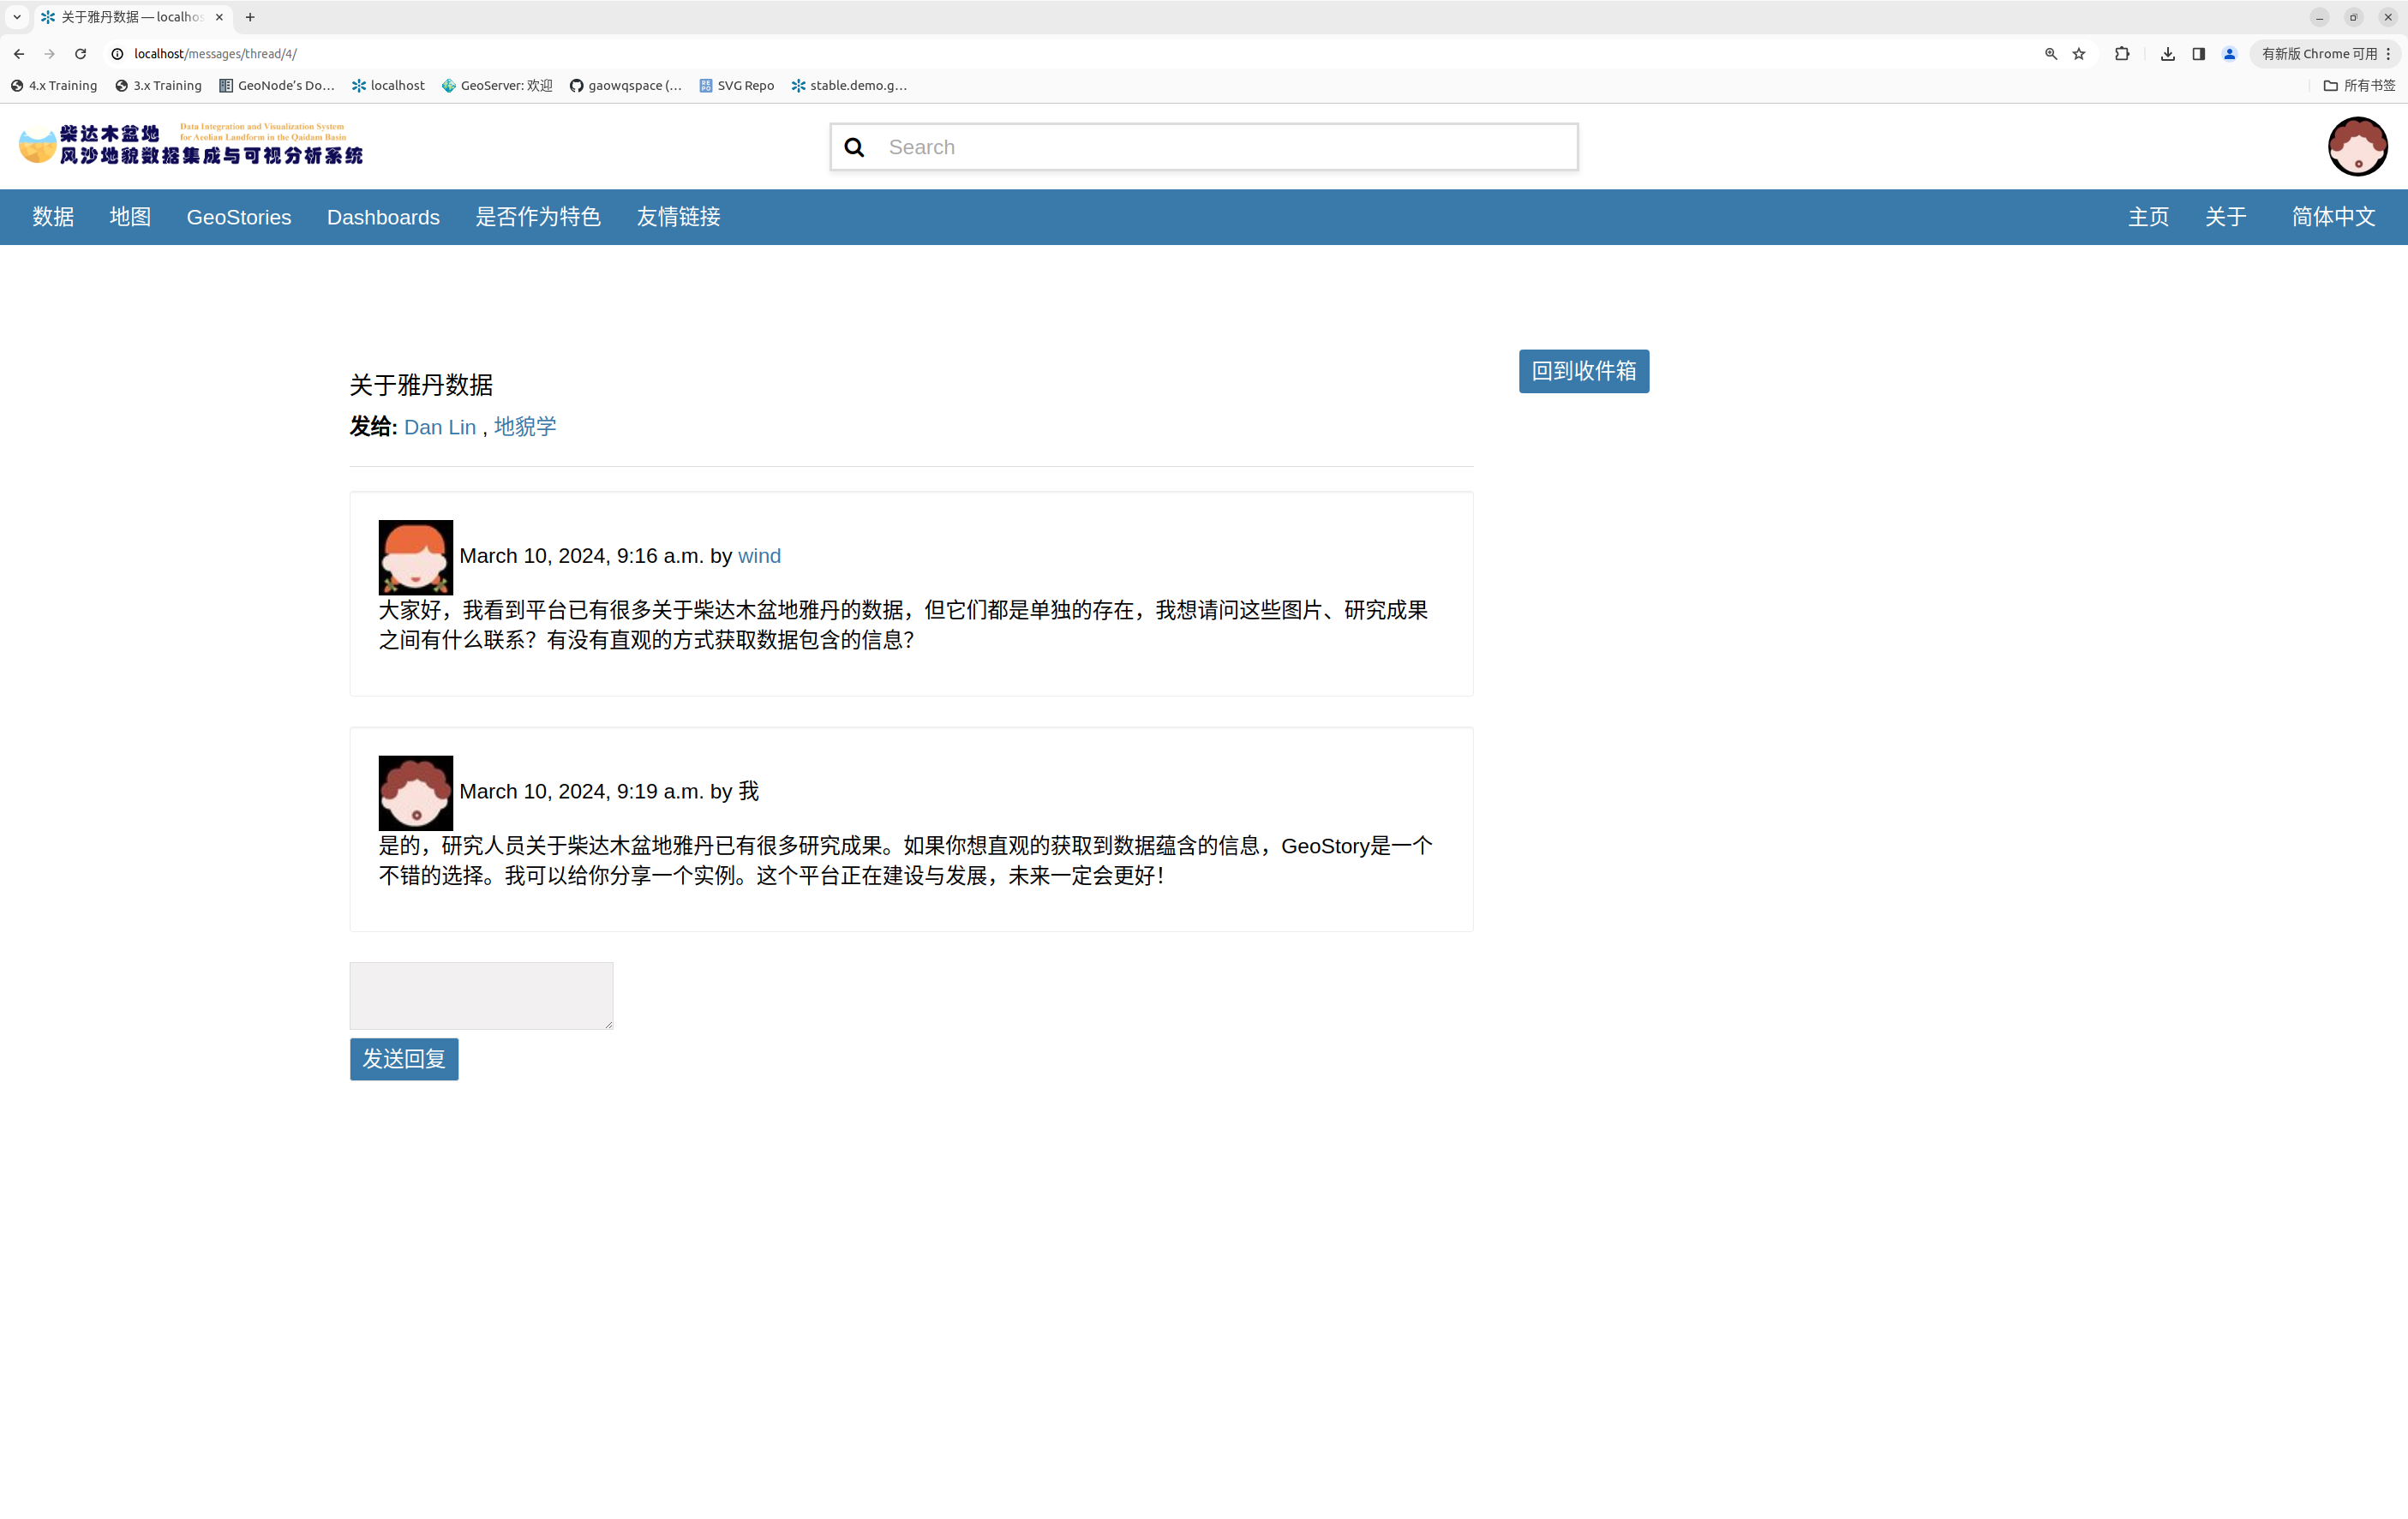 关于雅丹数据 — localhos
localhost/messages/thread/4/
有新版 Chrome 可用
4.x Training
3.x Training
GeoNode's Do…
localhost
GeoServer: 欢迎
gaowqspace (…
SVG Repo
stable.demo.g…
所有书签
柴达木盆地
Data Integration and Visualization System
for Aeolian Landform in the Qaidam Basin
风沙地貌数据集成与可视分析系统
Search
数据
地图
GeoStories
Dashboards
是否作为特色
友情链接
主页
关于
简体中文
回到收件箱
关于雅丹数据
发给: Dan Lin , 地貌学
March 10, 2024, 9:16 a.m. by wind
大家好，我看到平台已有很多关于柴达木盆地雅丹的数据，但它们都是单独的存在，我想请问这些图片、研究成果
之间有什么联系？有没有直观的方式获取数据包含的信息？
March 10, 2024, 9:19 a.m. by 我
是的，研究人员关于柴达木盆地雅丹已有很多研究成果。如果你想直观的获取到数据蕴含的信息，GeoStory是一个
不错的选择。我可以给你分享一个实例。这个平台正在建设与发展，未来一定会更好！
发送回复